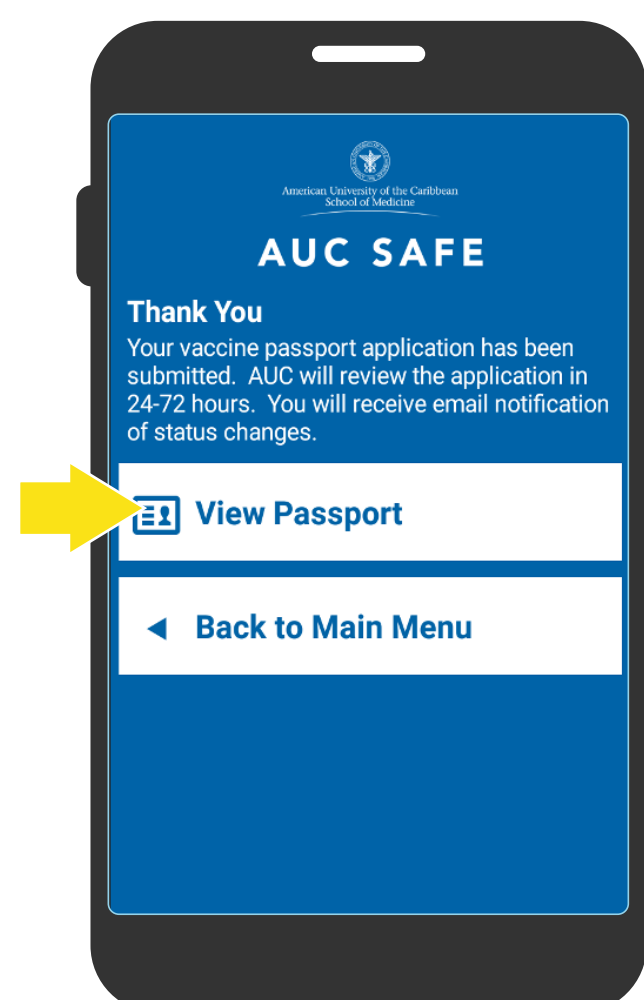 American University of the Caribbean
School of Medicine
AUC SAFE
Thank You
Your vaccine passport application has been
submitted.  AUC will review the application in
24-72 hours.  You will receive email notification
of status changes.
View Passport
Back to Main Menu